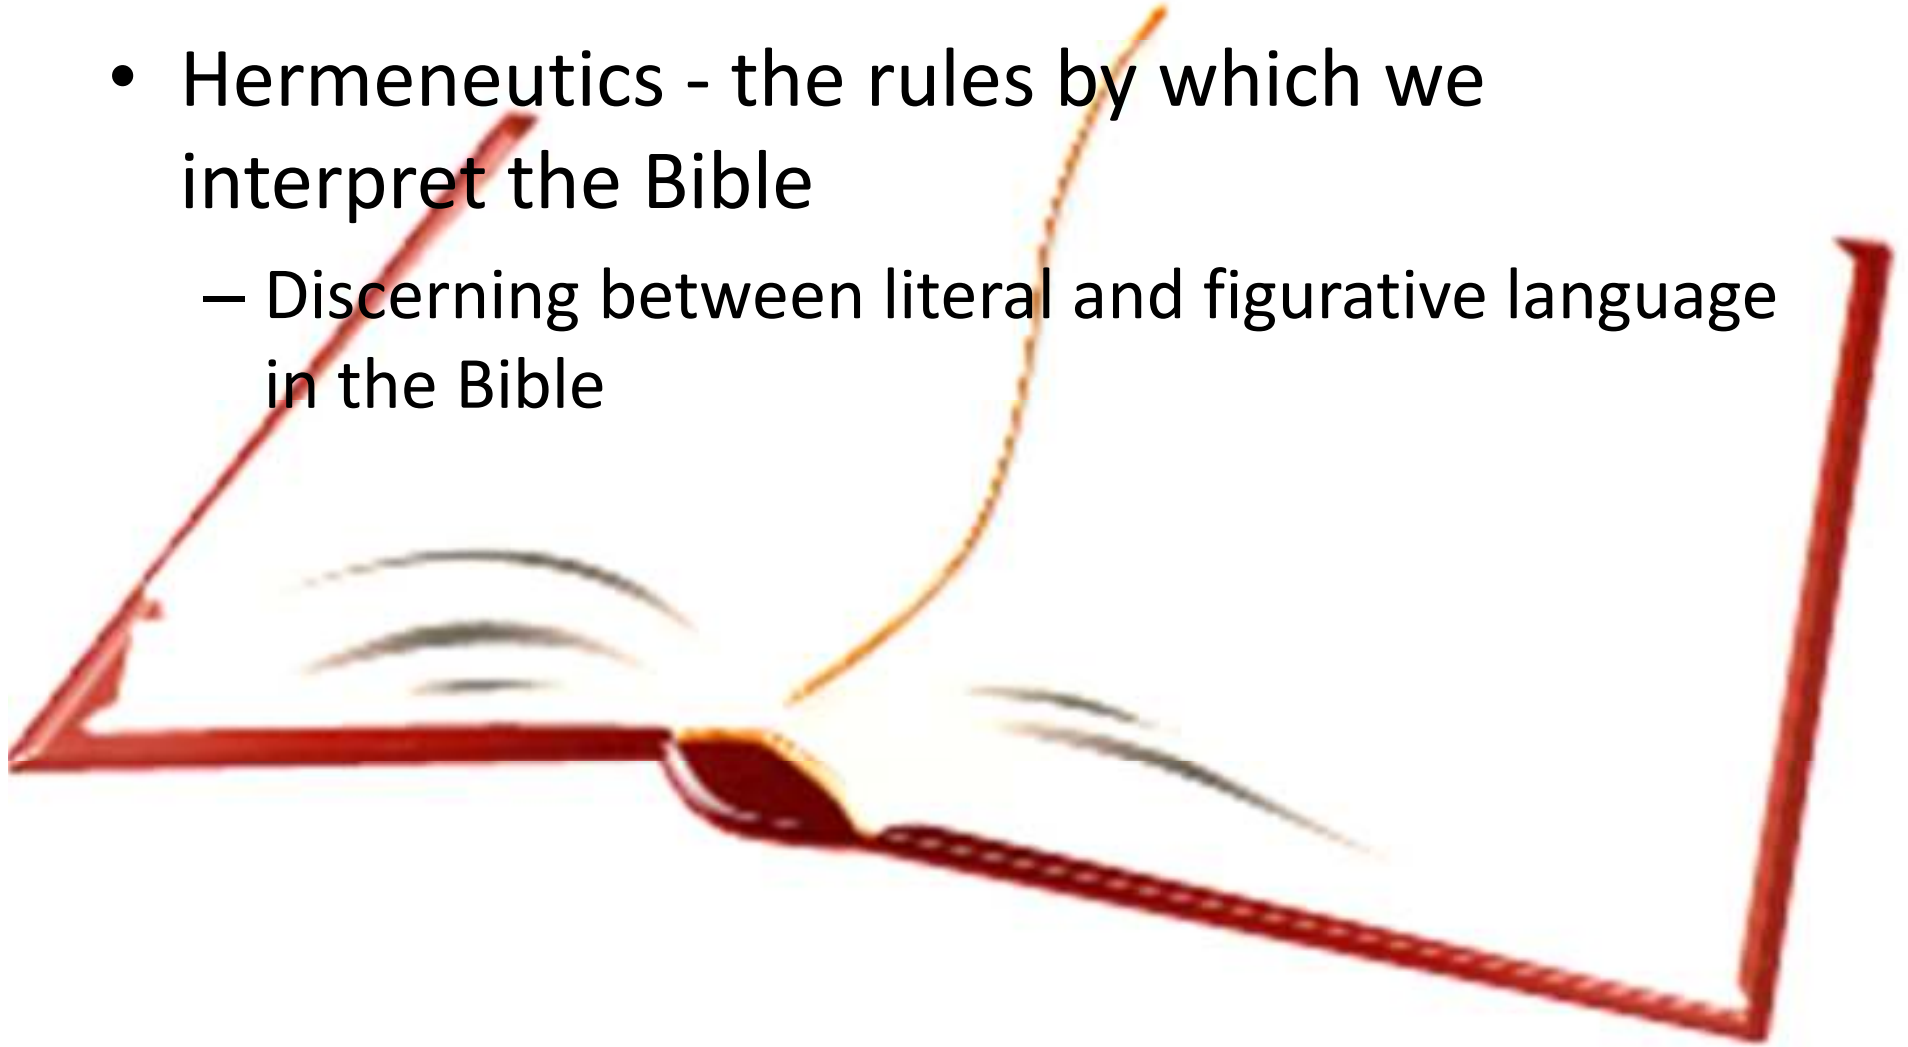 • Hermeneutics - the rules by which we
interpret the Bible
– Discerning between literal and figurative language
in the Bible